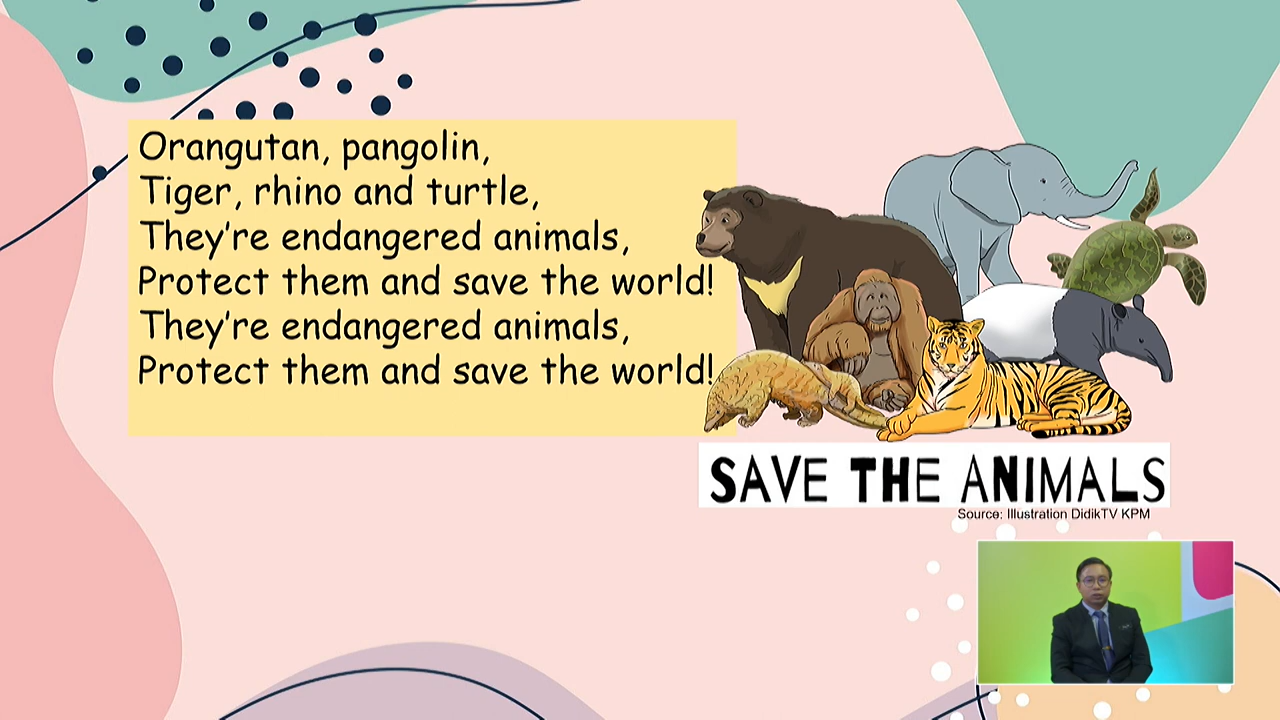 Orangutan, pangolin,
Tiger, rhino and turtle,
They're endangered animals,
Protect them and save the world!
They're endangered animals,
Protect them and save the world!
SAVE THE ANIMALS
Source: Illustration DidikTV KPM